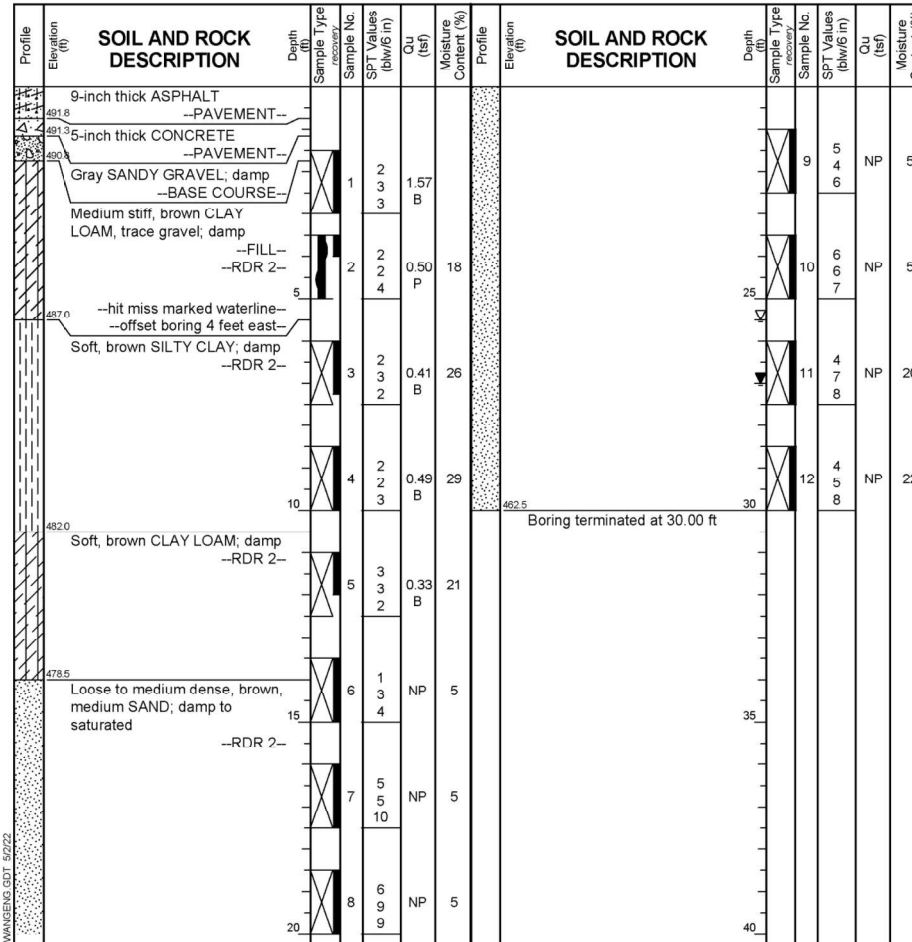 Profile
Elevation
(ft)
SOIL AND ROCK
DESCRIPTION
Depth
(ft)
Sample Type
recovery
Sample No.
SPT Values
(blw/6 in)
Qu
(tsf)
Moisture
Content (%)
9-inch thick ASPHALT
491.8 --PAVEMENT--
491.3 5-inch thick CONCRETE
--PAVEMENT--
490.8
Gray SANDY GRAVEL; damp
--BASE COURSE--
1 2 3 3 1.57 B
Medium stiff, brown CLAY
LOAM, trace gravel; damp
--FILL--
--RDR 2--
2 2 2 4 0.50 P 18
5
--hit miss marked waterline--
487.0 --offset boring 4 feet east--
Soft, brown SILTY CLAY; damp
--RDR 2--
3 2 3 2 0.41 B 26
4 2 2 3 0.49 B 29
10
482.0
Soft, brown CLAY LOAM; damp
--RDR 2--
5 3 3 2 0.33 B 21
478.5
Loose to medium dense, brown,
medium SAND; damp to
saturated
--RDR 2--
6 1 3 4 NP 5
15
7 5 5 10 NP 5
8 6 9 9 NP 5
20
WANGENG GDT 5/2/22
Profile
Elevation
(ft)
SOIL AND ROCK
DESCRIPTION
Depth
(ft)
Sample Type
recovery
Sample No.
SPT Values
(blw/6 in)
Qu
(tsf)
Moisture
9 5 4 6 NP 5
10 6 6 7 NP 5
25
11 4 7 8 NP 20
12 4 5 8 NP 22
30
462.5
Boring terminated at 30.00 ft
35
40